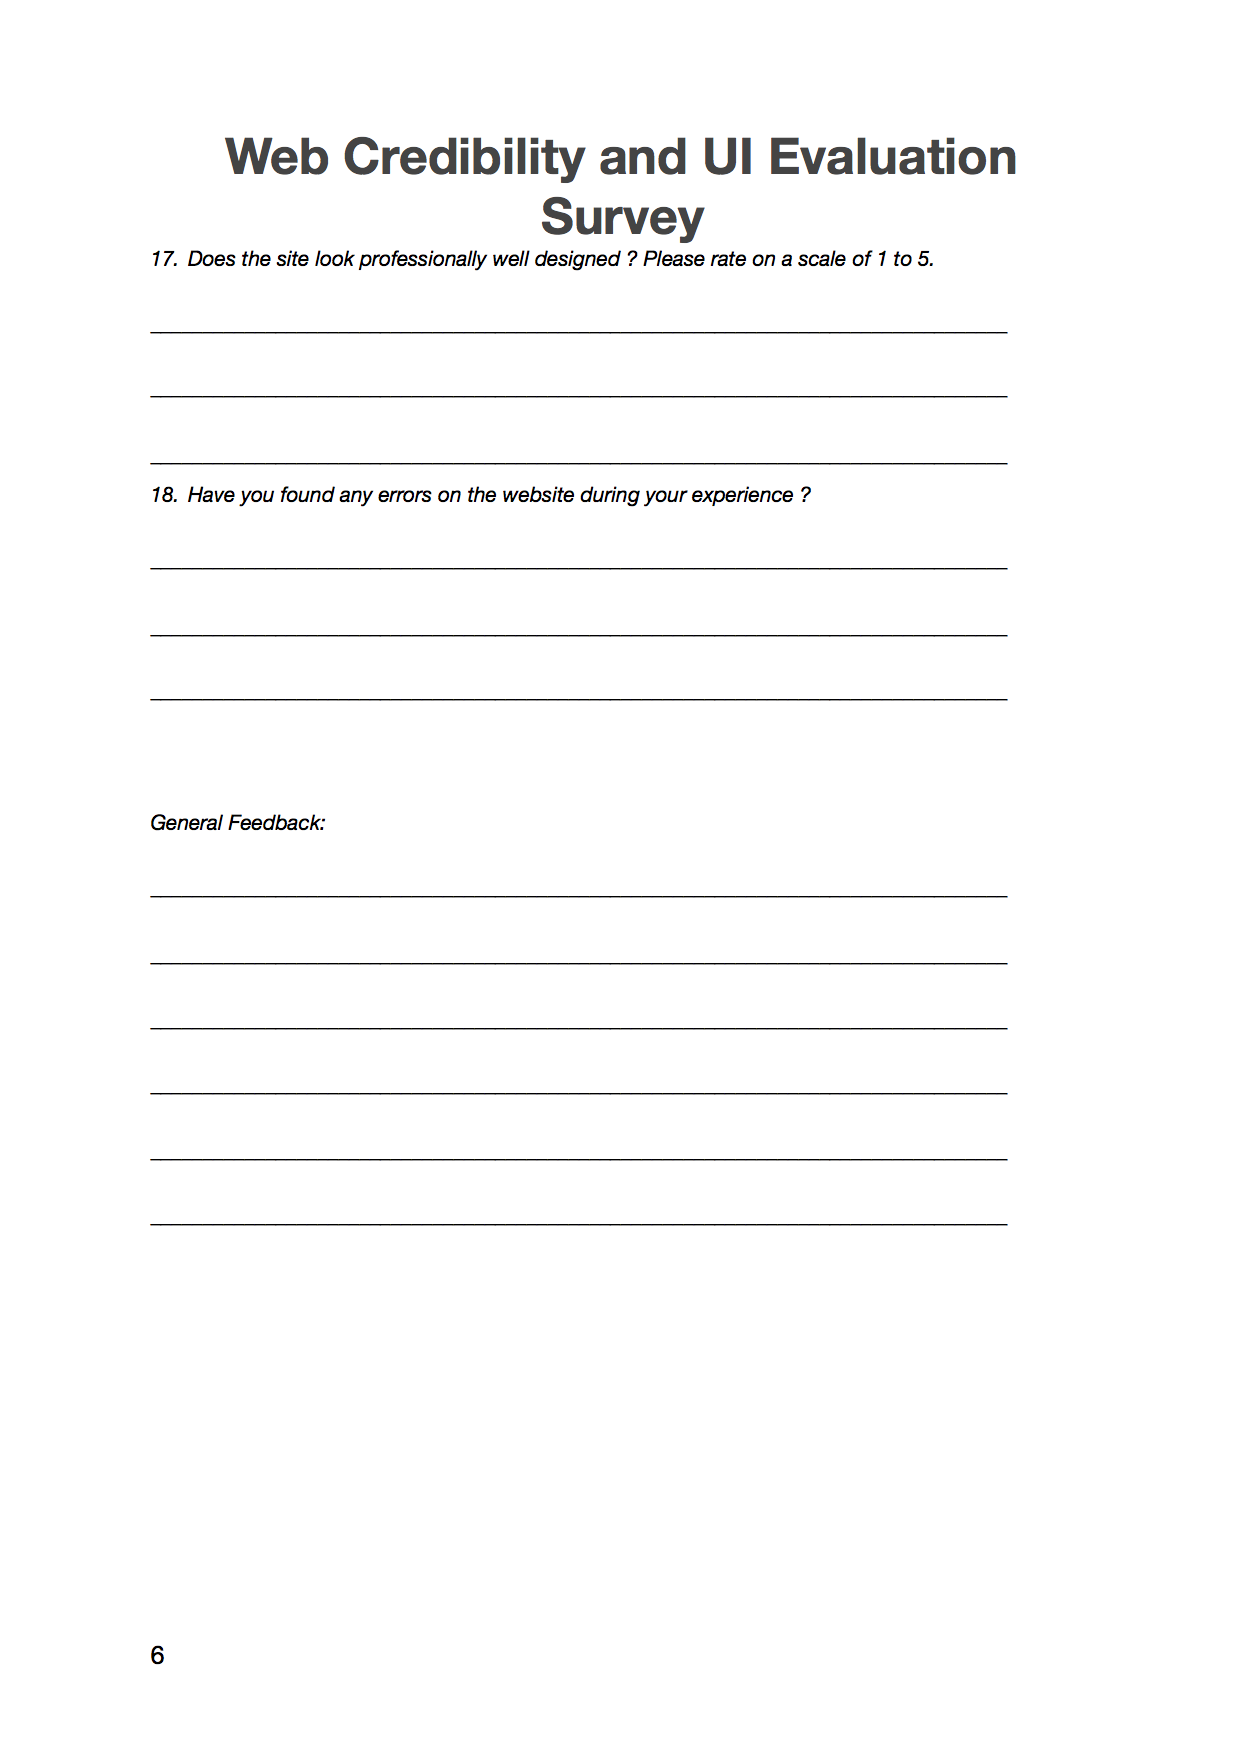 Web Credibility and UI Evaluation
Survey
17. Does the site look professionally well designed ? Please rate on a scale of 1 to 5.
18. Have you found any errors on the website during your experience ?
General Feedback:
6